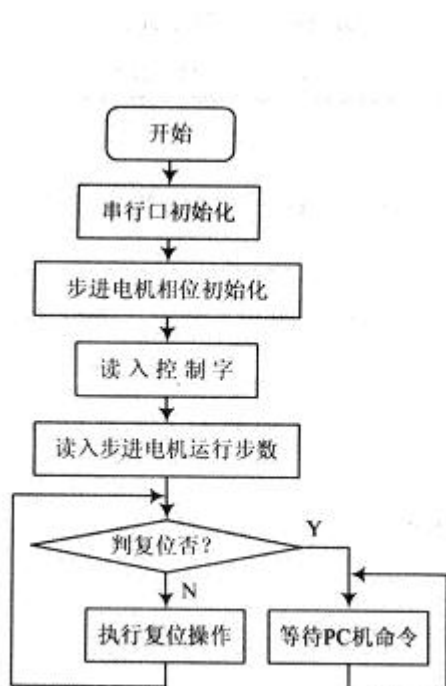 开始
串行口初始化
步进电机相位初始化
读入控制字
读入步进电机运行步数
判复位否?
Y
N
执行复位操作
等待PC机命令